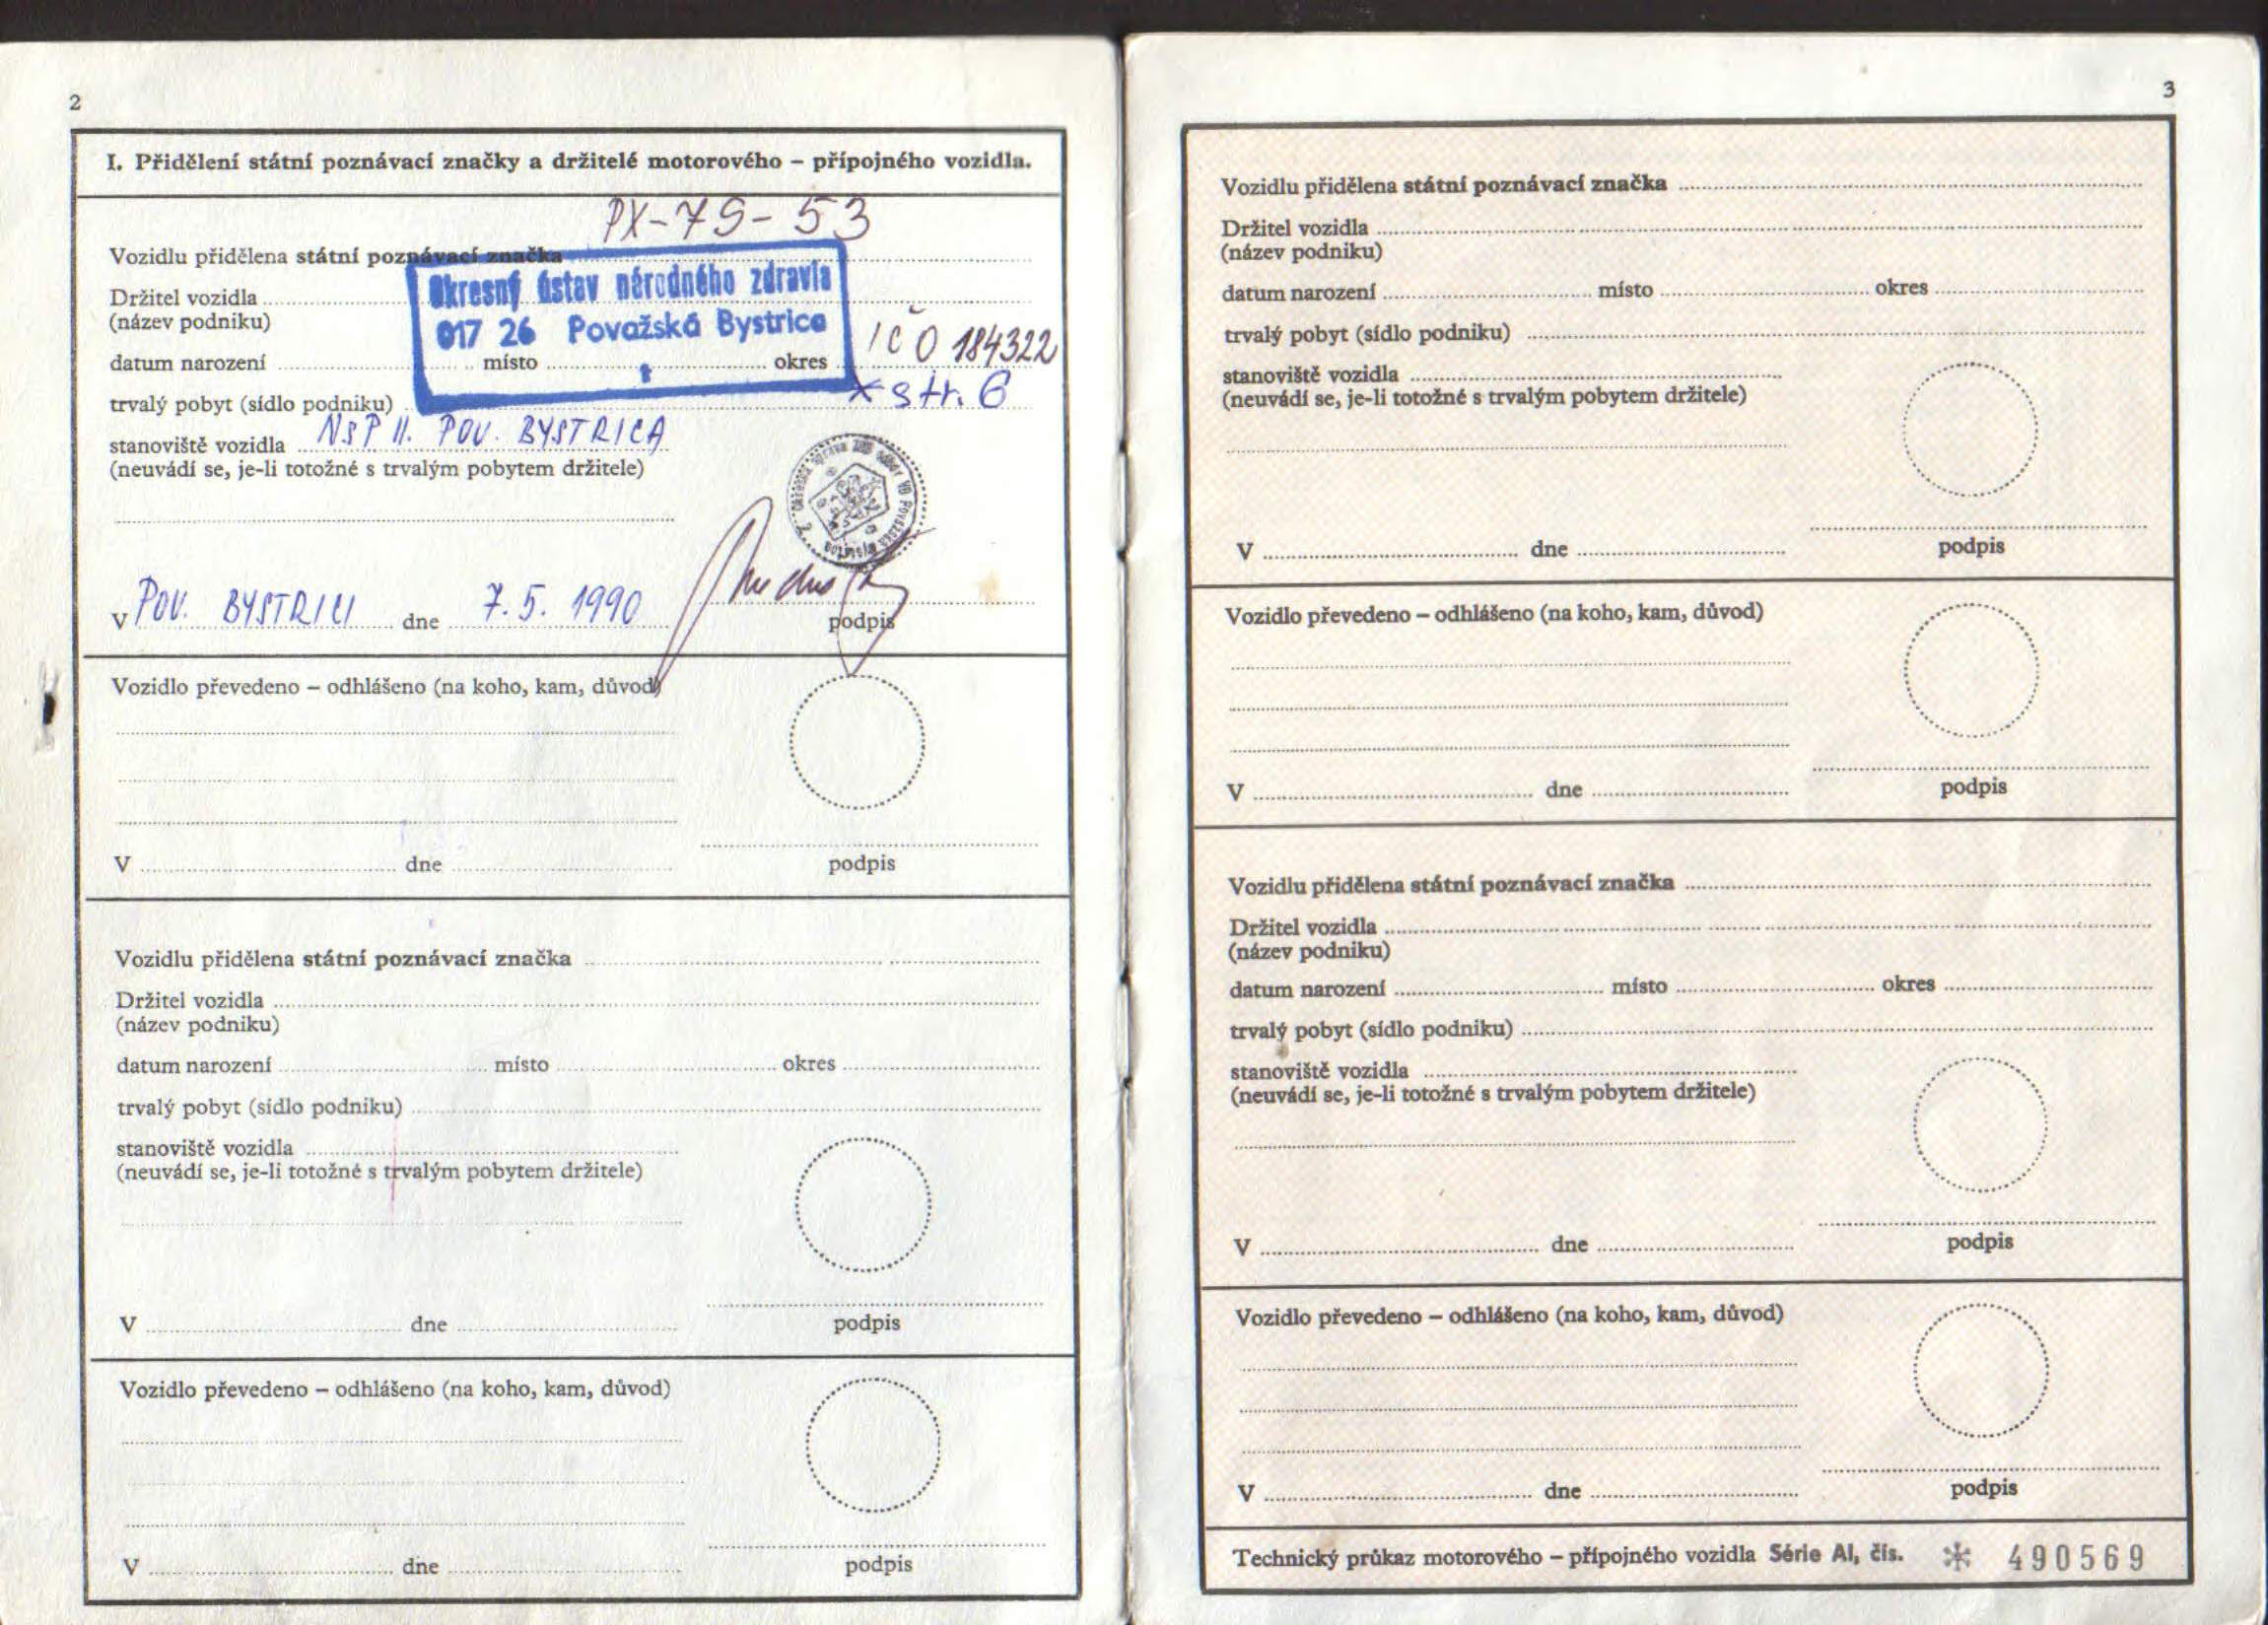 2
I. Přidělení státní poznávací značky a držitelé motorového – přípojného vozidla.
PX-79-53
Vozidlu přidělena státní poznávací značka
Okresný ústav národného zdravia
Držitel vozidla
(název podniku)
017 26 Považská Bystrica
IČO 184322
datum narození místo okres
trvalý pobyt (sídlo podniku) × str. 6
stanoviště vozidla NSP II. POV. BYSTRICA
(neuvádí se, je-li totožné s trvalým pobytem držitele)
V POV. BYSTRICI dne 7. 5. 1990
podpis
Vozidlo převedeno – odhlášeno (na koho, kam, důvod)
V dne podpis
Vozidlu přidělena státní poznávací značka
Držitel vozidla
(název podniku)
datum narození místo okres
trvalý pobyt (sídlo podniku)
stanoviště vozidla
(neuvádí se, je-li totožné s trvalým pobytem držitele)
V dne podpis
Vozidlo převedeno – odhlášeno (na koho, kam, důvod)
V dne podpis
3
Vozidlu přidělena státní poznávací značka
Držitel vozidla
(název podniku)
datum narození místo okres
trvalý pobyt (sídlo podniku)
stanoviště vozidla
(neuvádí se, je-li totožné s trvalým pobytem držitele)
V dne podpis
Vozidlo převedeno – odhlášeno (na koho, kam, důvod)
V dne podpis
Vozidlu přidělena státní poznávací značka
Držitel vozidla
(název podniku)
datum narození místo okres
trvalý pobyt (sídlo podniku)
stanoviště vozidla
(neuvádí se, je-li totožné s trvalým pobytem držitele)
V dne podpis
Vozidlo převedeno – odhlášeno (na koho, kam, důvod)
V dne podpis
Technický průkaz motorového – přípojného vozidla Série AI, čís. * 490569